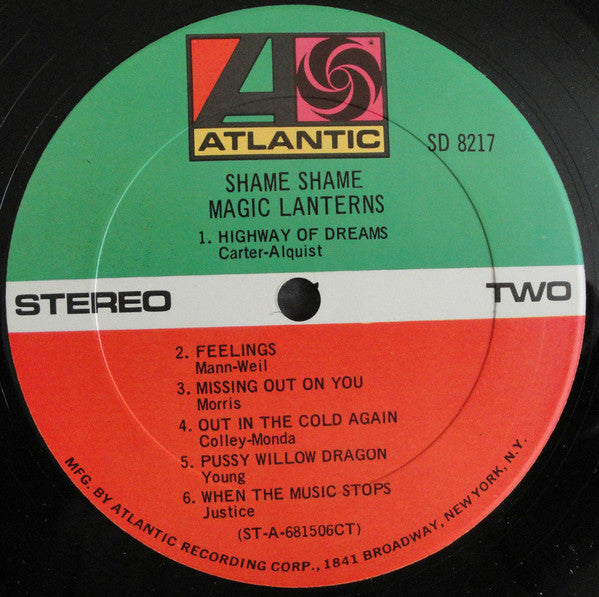 ATLANTIC
SD 8217
SHAME SHAME
MAGIC LANTERNS
1. HIGHWAY OF DREAMS
Carter-Alquist
STEREO
TWO
2. FEELINGS
Mann-Weil
3. MISSING OUT ON YOU
Morris
4. OUT IN THE COLD AGAIN
Colley-Monda
5. PUSSY WILLOW DRAGON
Young
6. WHEN THE MUSIC STOPS
Justice
(ST-A-681506CT)
MFG. BY ATLANTIC RECORDING CORP., 1841 BROADWAY, NEW YORK, N.Y.